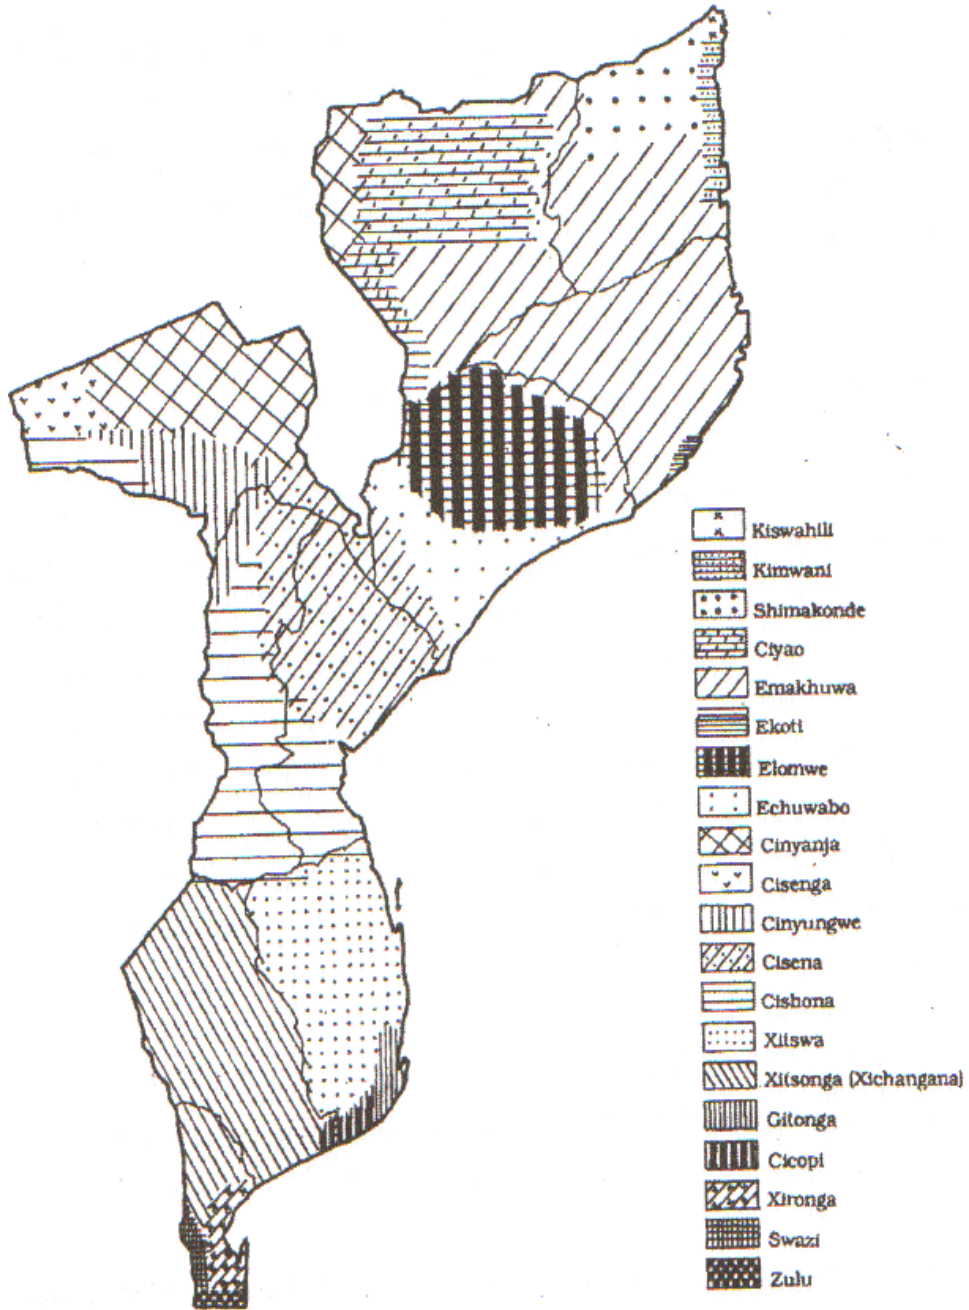 Kiswahili
Kimwani
Shimakonde
Ciyao
Emakhuwa
Ekoti
Elomwe
Echuwabo
Cinyanja
Cisenga
Cinyungwe
Cisena
Cishona
Xitswa
Xitsonga (Xichangana)
Gitonga
Cicopi
Xironga
Swazi
Zulu